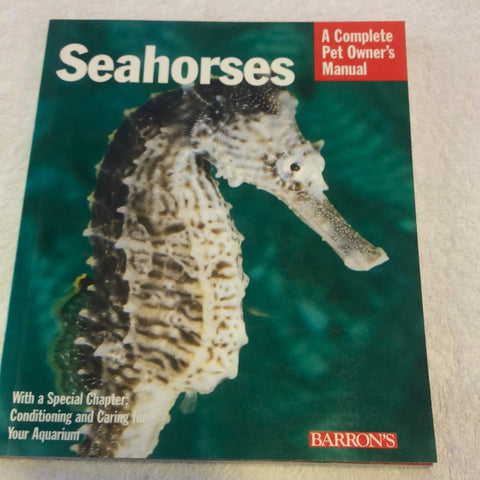 Seahorses
A Complete
Pet Owner's
Manual
With a Special Chapter:
Conditioning and Caring for
Your Aquarium
BARRON'S